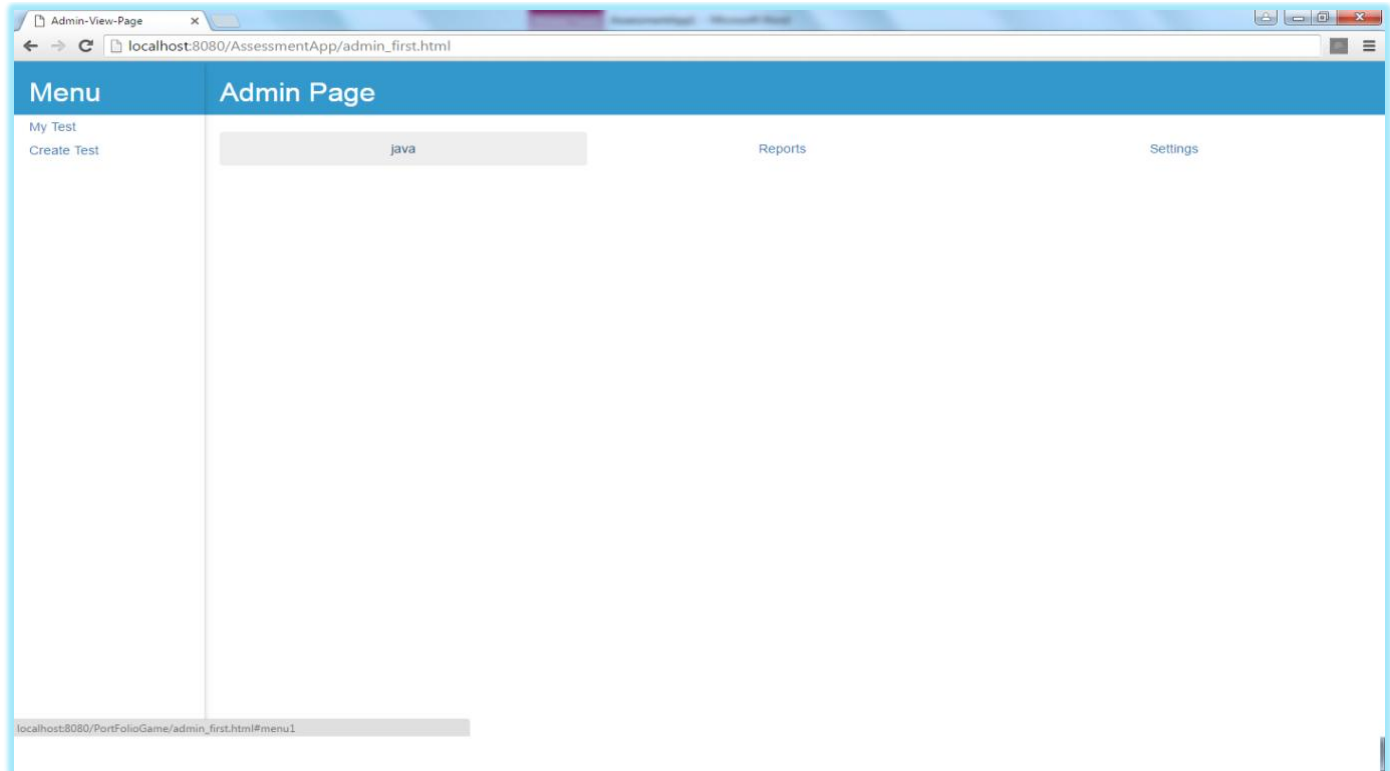 Admin-View-Page
localhost:8080/AssessmentApp/admin_first.html
Menu
Admin Page
My Test
Create Test
java
Reports
Settings
localhost:8080/PortFolioGame/admin_first.html#menu1